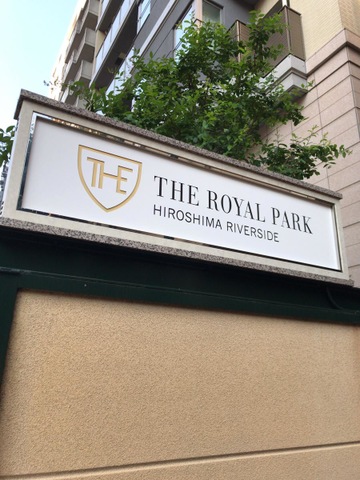 THE
THE ROYAL PARK
HIROSHIMA RIVERSIDE